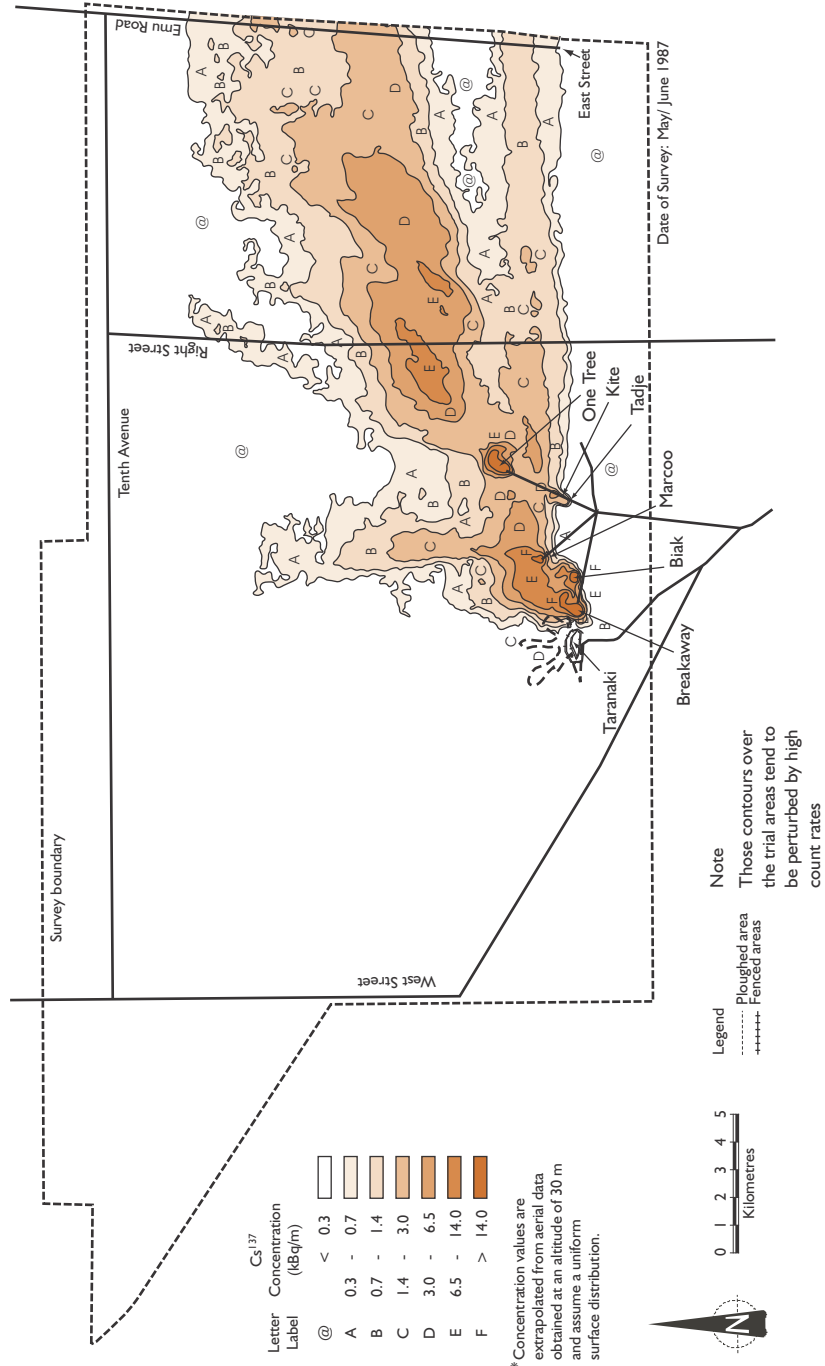 Survey boundary
Tenth Avenue
West Street
Right Street
Emu Road
East Street
@
@
@
@
@
@
A
B
A
B
B
C
B
C
C
B
C
B
A
B
A
B
C
D
B
A
A
B
A
B
A
B
C
D
E
E
D
C
A
A
B
C
B
C
C
A
B
A
B
A
C
B
A
A
B
C
B
E
D
B
D
D
C
D
A
F
E
F
F
E
B
C
D
One Tree
Kite
Tadje
Marcoo
Biak
Breakaway
Taranaki
Date of Survey: May/ June 1987
Letter
Label
Cs137
Concentration
(kBq/m)
@ < 0.3
A 0.3 - 0.7
B 0.7 - 1.4
C 1.4 - 3.0
D 3.0 - 6.5
E 6.5 - 14.0
F > 14.0
* Concentration values are
extrapolated from aerial data
obtained at an altitude of 30 m
and assume a uniform
surface distribution.
N
0 1 2 3 4 5
Kilometres
Legend
Ploughed area
Fenced areas
Note
Those contours over
the trial areas tend to
be perturbed by high
count rates